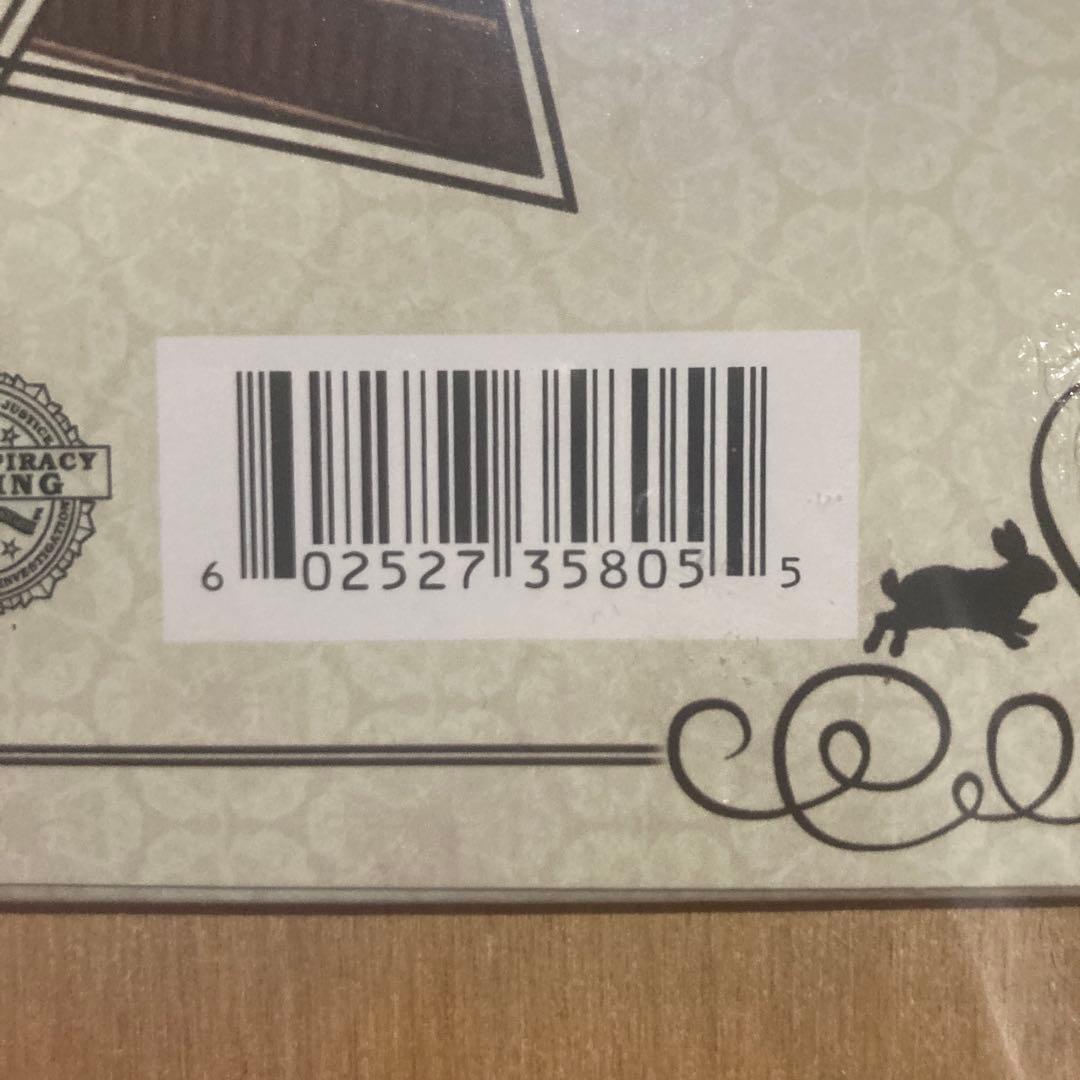 JUSTICE
PIRACY
ING
INVESTIGATION
6 02527 35805 5